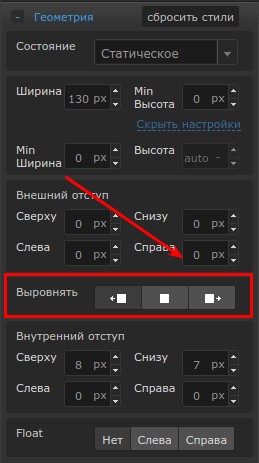 - Геометрия сбросить стили
Состояние Статическое
Ширина 130 px Min Высота 0 px
Скрыть настройки
Min Ширина 0 px Высота auto -
Внешний отступ
Сверху 0 px Снизу 0 px
Слева 0 px Справа 0 px
Выровнять
Внутренний отступ
Сверху 8 px Снизу 7 px
Слева 0 px Справа 0 px
Float Нет Слева Справа